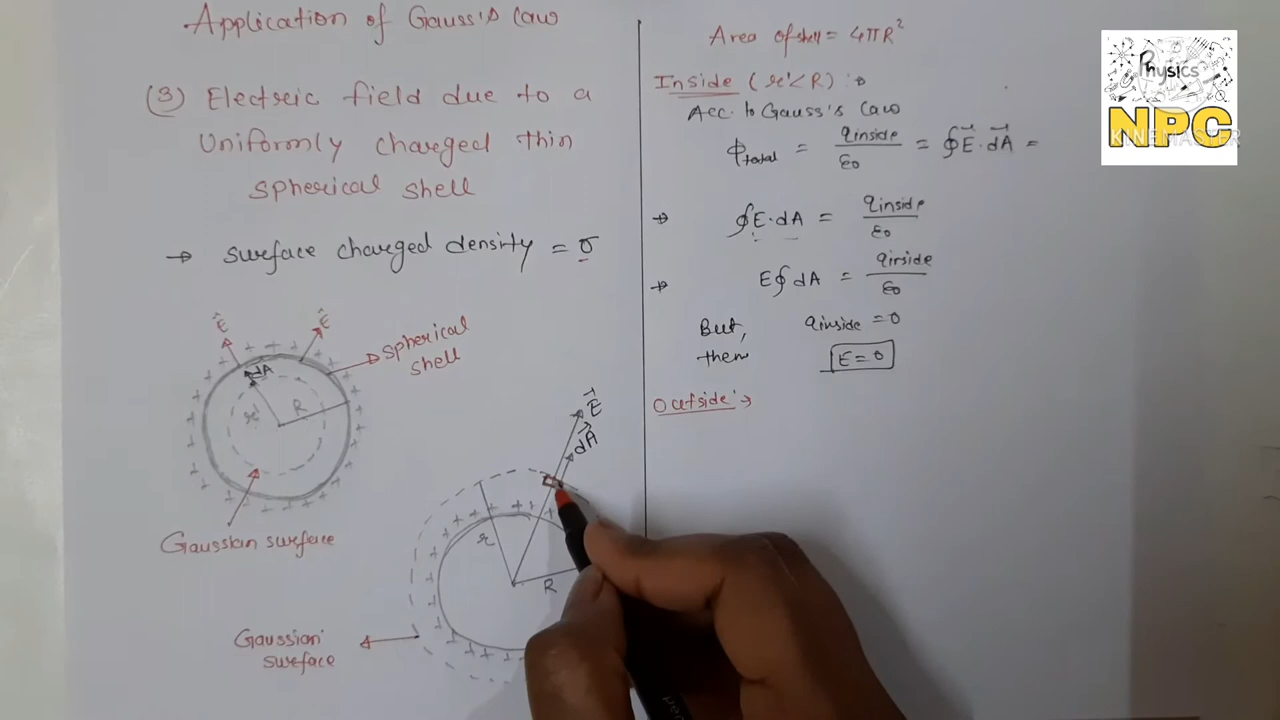 Application of Gauss's Law
(3) Electric field due to a
Uniformly charged thin
spherical shell
→ surface charged density = σ
E E
spherical
shell
dA
r' R
Gaussian surface
E
dA
r
R
Gaussian
surface
Area of shell = 4πR²
Inside (r'<R) :→
Acc. to Gauss's Law
ϕtotal = qinside/ε0 = ∮E⃗.dA⃗ =
⇒ ∮E.dA = qinside/ε0
⇒ E∮dA = qinside/ε0
But, qinside = 0
then E = 0
Outside :→
Physics
NPC
KINEMASTER